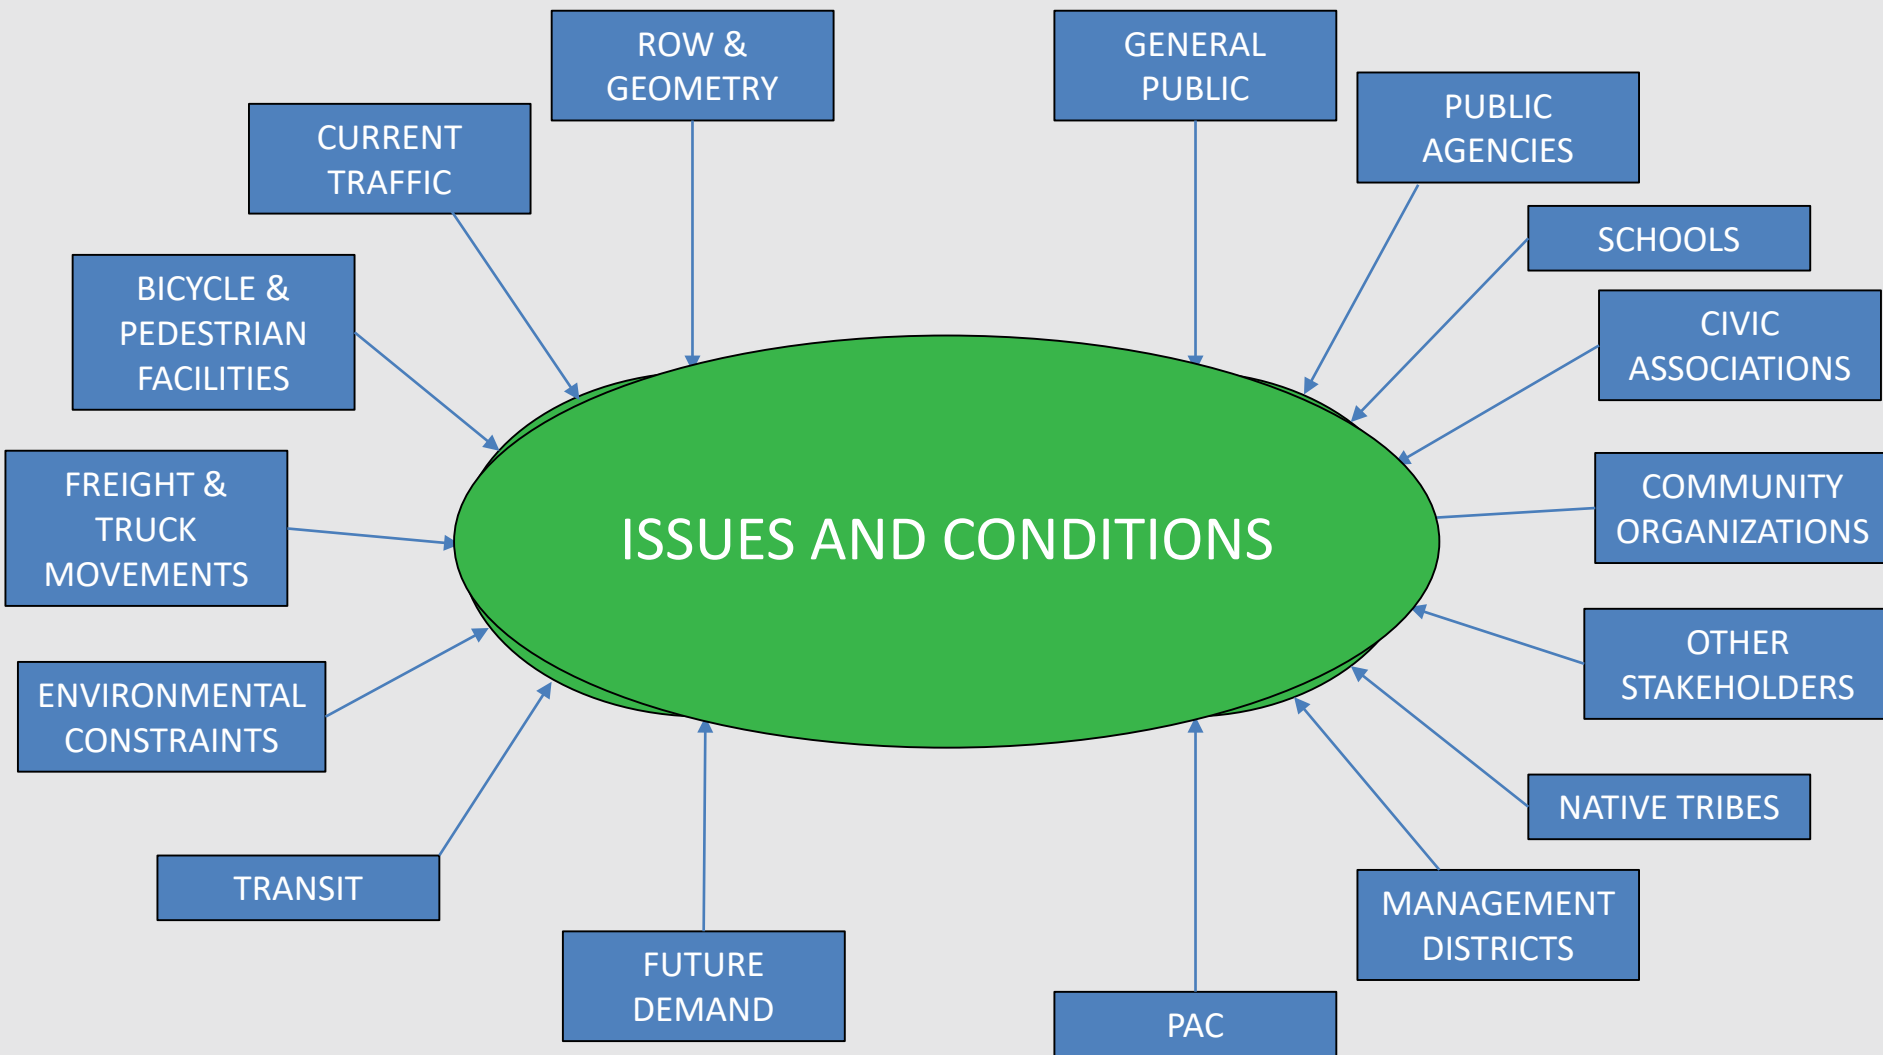 ROW &
GEOMETRY
GENERAL
PUBLIC
CURRENT
TRAFFIC
PUBLIC
AGENCIES
SCHOOLS
BICYCLE &
PEDESTRIAN
FACILITIES
CIVIC
ASSOCIATIONS
FREIGHT &
TRUCK
MOVEMENTS
ISSUES AND CONDITIONS
COMMUNITY
ORGANIZATIONS
ENVIRONMENTAL
CONSTRAINTS
OTHER
STAKEHOLDERS
TRANSIT
NATIVE TRIBES
FUTURE
DEMAND
MANAGEMENT
DISTRICTS
PAC